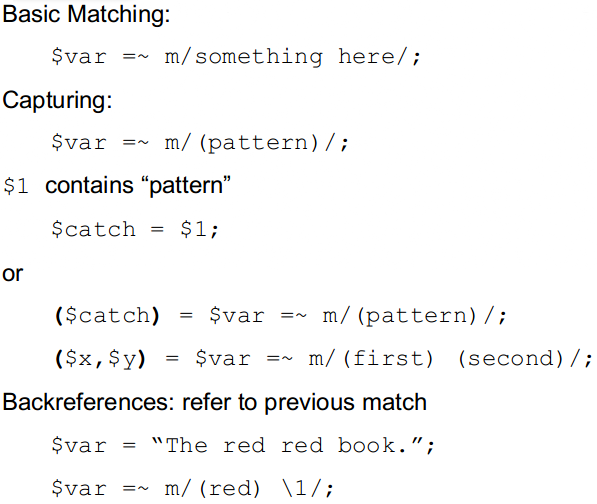 Basic Matching:
$var =~ m/something here/;
Capturing:
$var =~ m/(pattern)/;
$1 contains “pattern”
$catch = $1;
or
($catch) = $var =~ m/(pattern)/;
($x,$y) = $var =~ m/(first) (second)/;
Backreferences: refer to previous match
$var = “The red red book.”;
$var =~ m/(red) \1/;